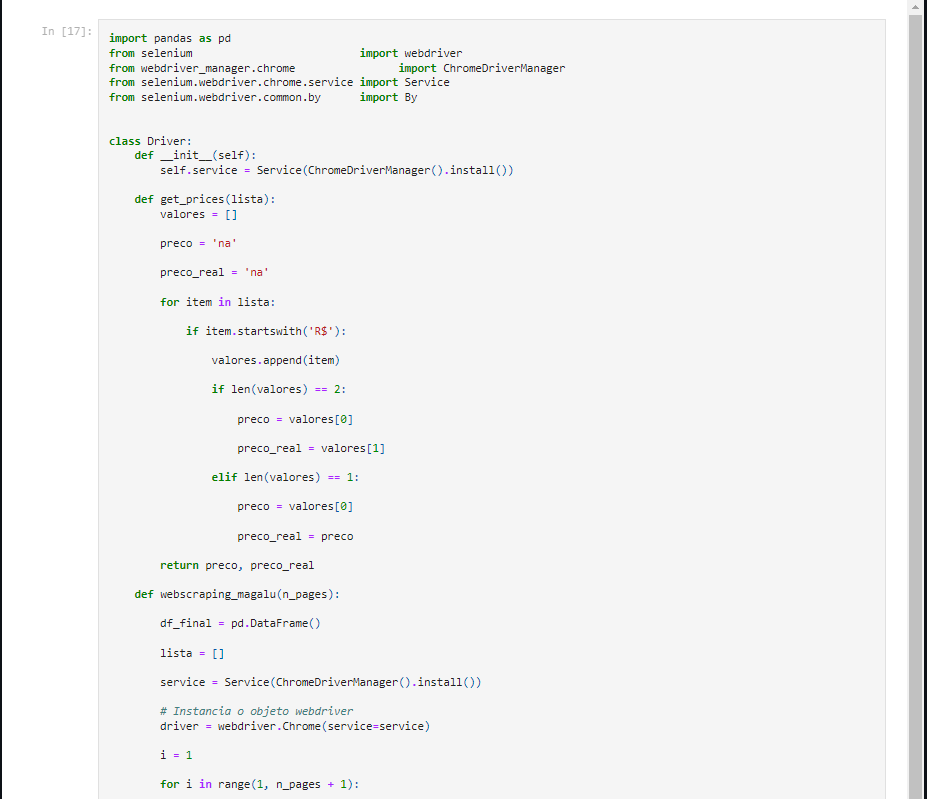 In [17]:
import pandas as pd
from selenium                          import webdriver
from webdriver_manager.chrome                import ChromeDriverManager
from selenium.webdriver.chrome.service import Service
from selenium.webdriver.common.by      import By
class Driver:
    def __init__(self):
        self.service = Service(ChromeDriverManager().install())
    def get_prices(lista):
        valores = []
        preco = 'na'
        preco_real = 'na'
        for item in lista:
            if item.startswith('R$'):
                valores.append(item)
                if len(valores) == 2:
                    preco = valores[0]
                    preco_real = valores[1]
                elif len(valores) == 1:
                    preco = valores[0]
                    preco_real = preco
        return preco, preco_real
    def webscraping_magalu(n_pages):
        df_final = pd.DataFrame()
        lista = []
        service = Service(ChromeDriverManager().install())
        # Instancia o objeto webdriver
        driver = webdriver.Chrome(service=service)
        i = 1
        for i in range(1, n_pages + 1):